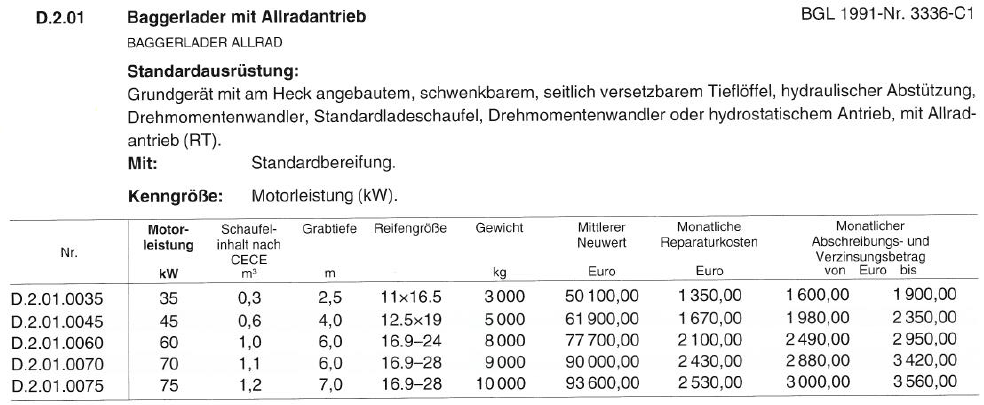 D.2.01 Baggerlader mit Allradantrieb BGL 1991-Nr. 3336-C1
BAGGERLADER ALLRAD
Standardausrüstung:
Grundgerät mit am Heck angebautem, schwenkbarem, seitlich versetzbarem Tieflöffel, hydraulischer Abstützung,
Drehmomentenwandler, Standardladeschaufel, Drehmomentenwandler oder hydrostatischem Antrieb, mit Allrad-
antrieb (RT).
Mit: Standardbereifung.
Kenngröße: Motorleistung (kW).
Nr. Motor- Schaufel- Grabtiefe Reifengröße Gewicht Mittlerer Monatliche Monatlicher
leistung inhalt nach Neuwert Reparaturkosten Abschreibungs- und
CECE Verzinsungsbetrag
kW m³ m kg Euro Euro von Euro bis
D.2.01.0035 35 0,3 2,5 11×16.5 3 000 50 100,00 1 350,00 1 600,00 1 900,00
D.2.01.0045 45 0,6 4,0 12.5×19 5 000 61 900,00 1 670,00 1 980,00 2 350,00
D.2.01.0060 60 1,0 6,0 16.9–24 8 000 77 700,00 2 100,00 2 490,00 2 950,00
D.2.01.0070 70 1,1 6,0 16.9–28 9 000 90 000,00 2 430,00 2 880,00 3 420,00
D.2.01.0075 75 1,2 7,0 16.9–28 10 000 93 600,00 2 530,00 3 000,00 3 560,00